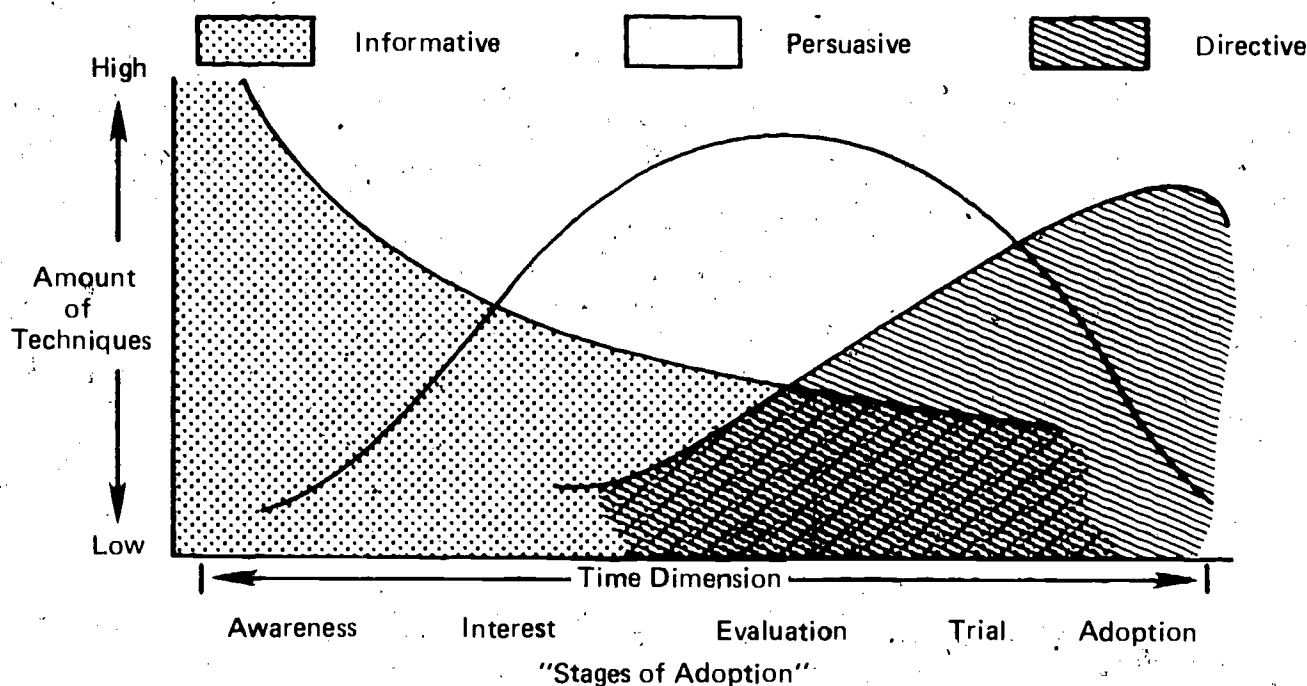 Informative Persuasive Directive
High
Amount
of
Techniques
Low
Time Dimension
Awareness Interest Evaluation Trial Adoption
"Stages of Adoption"